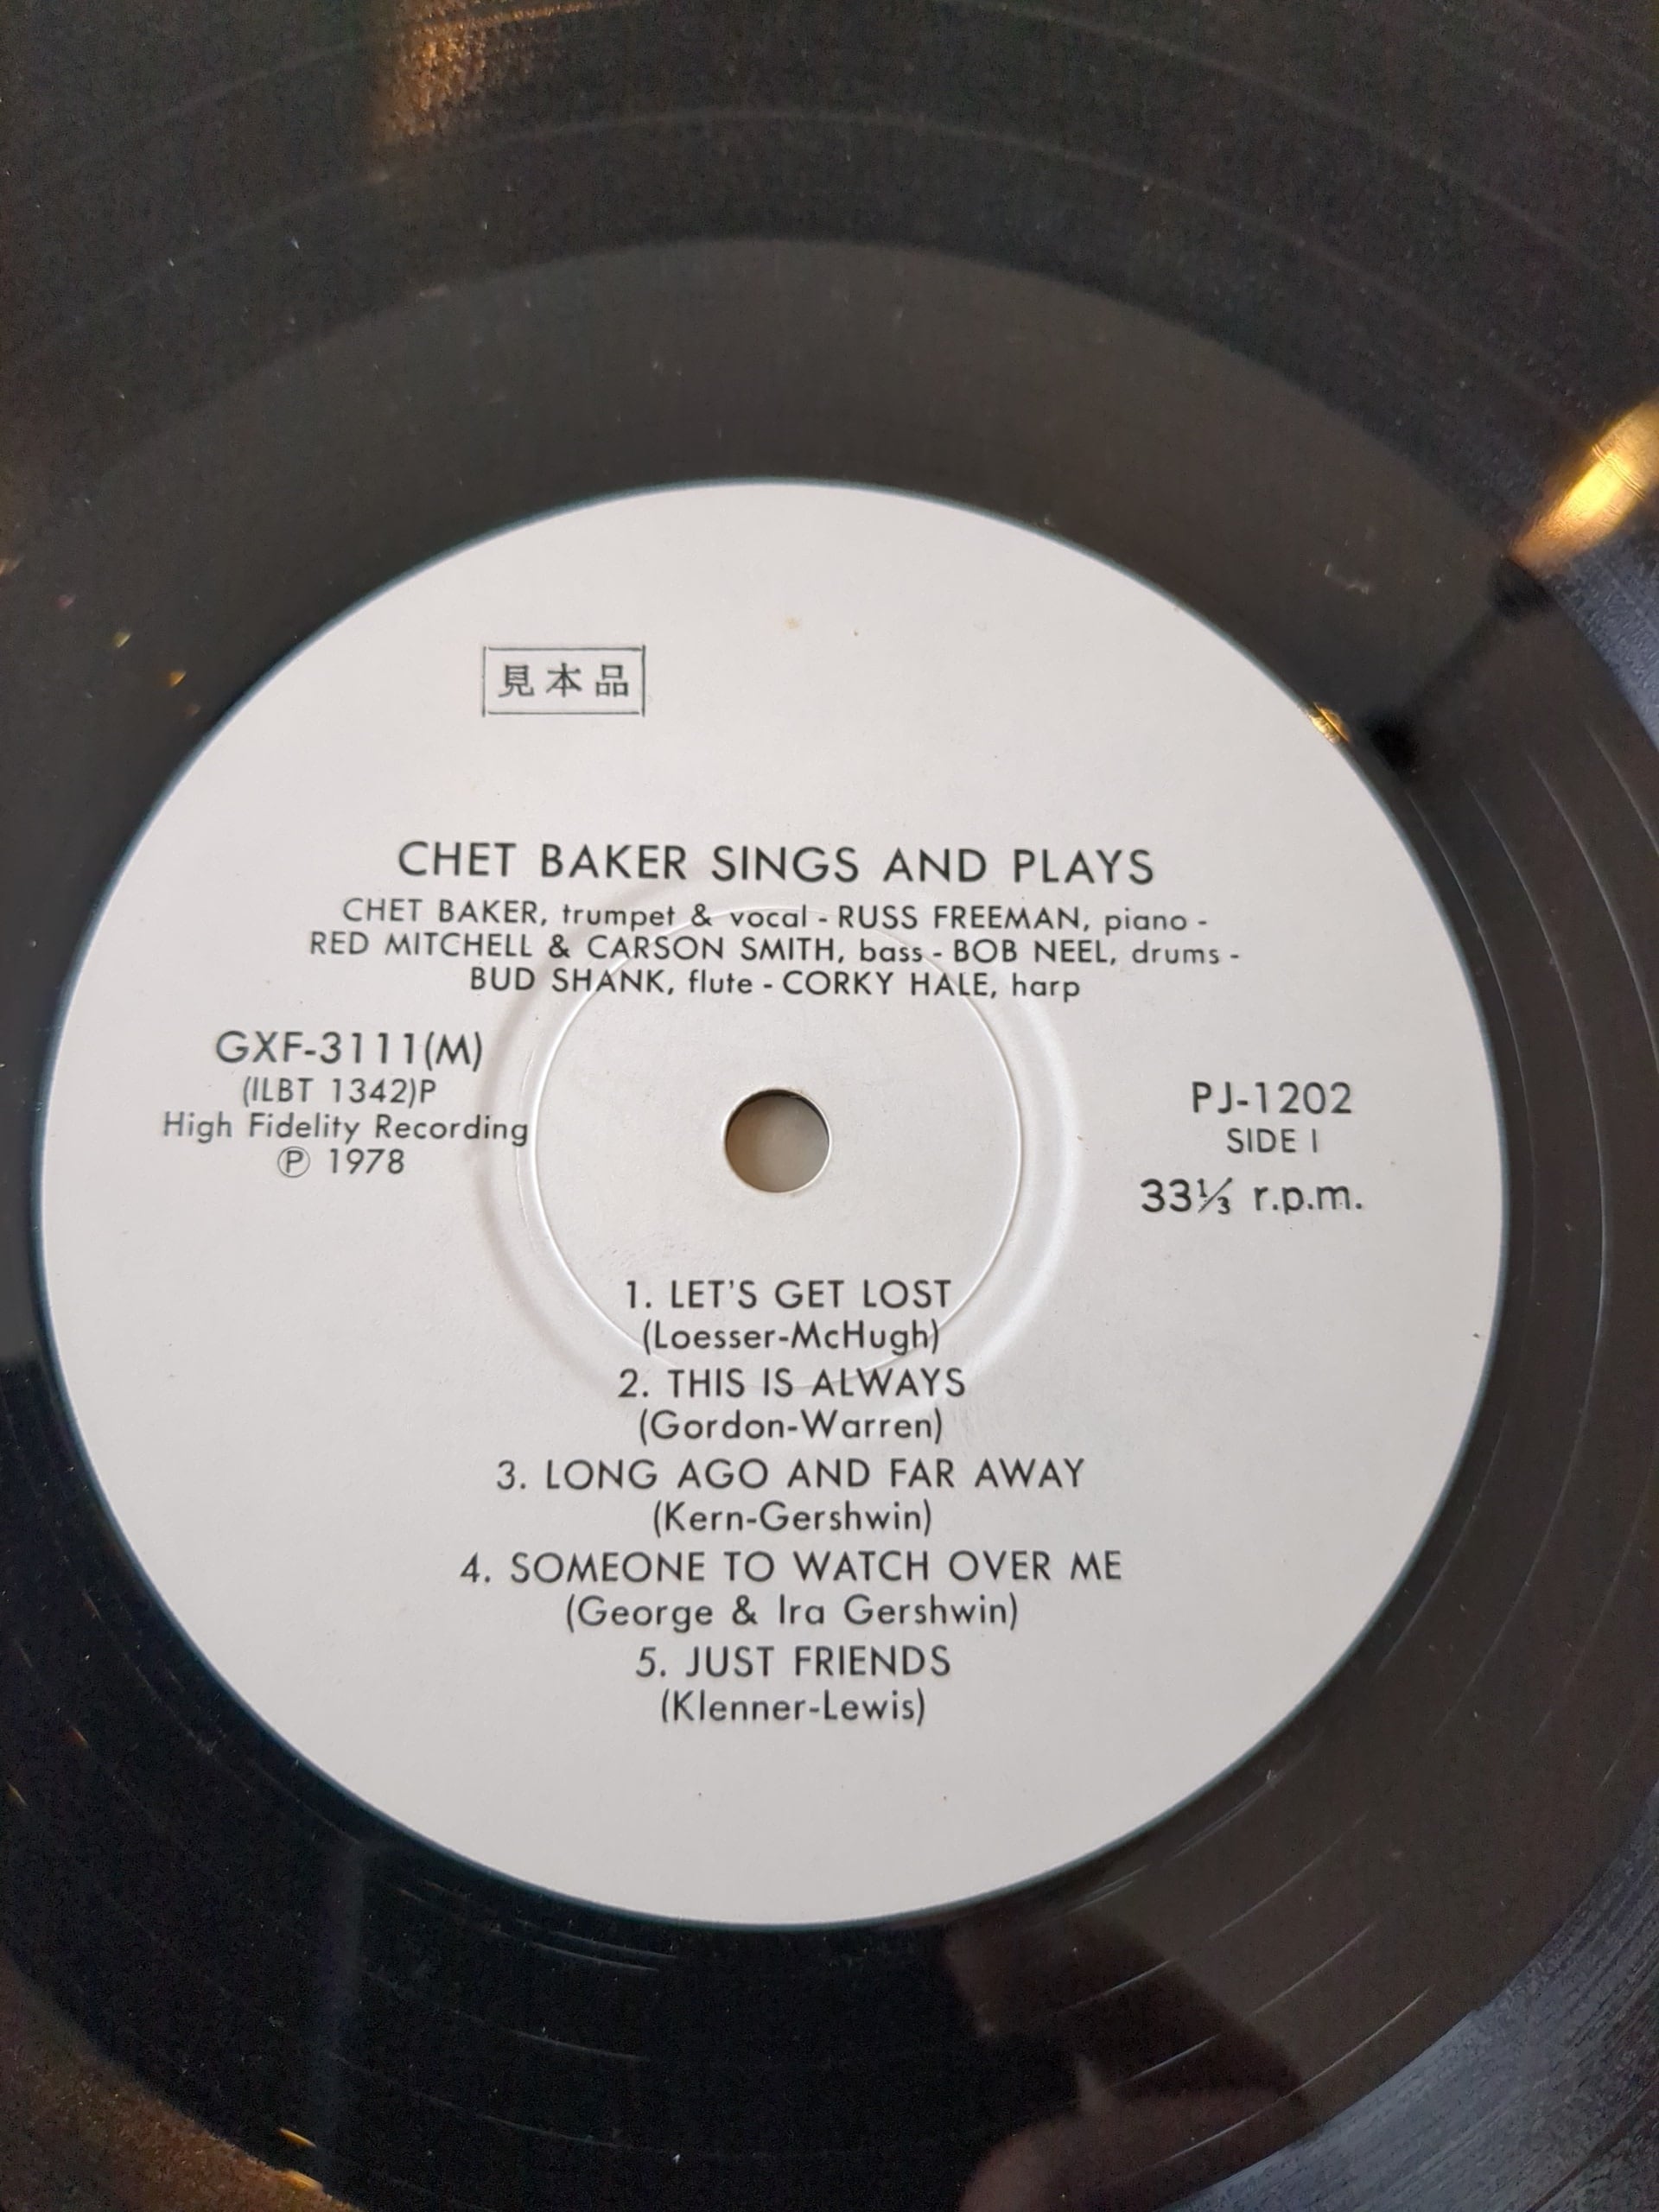 見本品
CHET BAKER SINGS AND PLAYS
CHET BAKER, trumpet & vocal - RUSS FREEMAN, piano -
RED MITCHELL & CARSON SMITH, bass - BOB NEEL, drums -
BUD SHANK, flute - CORKY HALE, harp
GXF-3111(M)
(ILBT 1342)P
High Fidelity Recording
Ⓟ 1978
PJ-1202
SIDE I
33⅓ r.p.m.
1. LET'S GET LOST
(Loesser-McHugh)
2. THIS IS ALWAYS
(Gordon-Warren)
3. LONG AGO AND FAR AWAY
(Kern-Gershwin)
4. SOMEONE TO WATCH OVER ME
(George & Ira Gershwin)
5. JUST FRIENDS
(Klenner-Lewis)